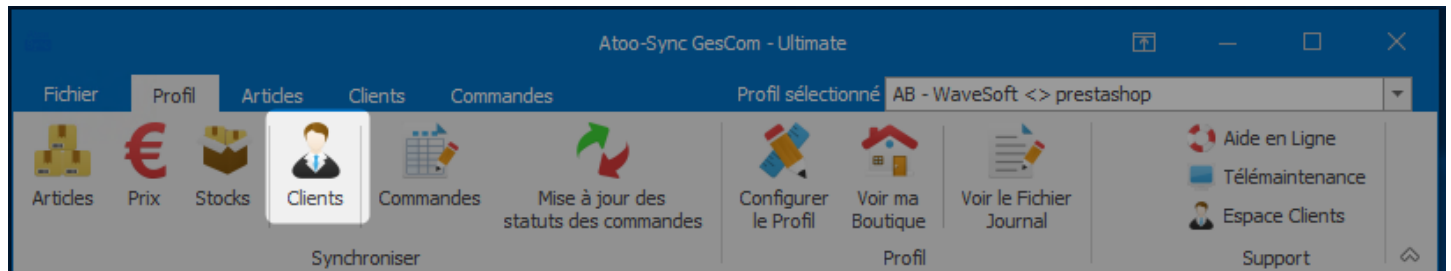 Atoo-Sync GesCom - Ultimate
Fichier Profil Articles Clients Commandes Profil sélectionné AB - WaveSoft <> prestashop
Articles Prix Stocks Clients Commandes Mise à jour des statuts des commandes Configurer le Profil Voir ma Boutique Voir le Fichier Journal
Aide en Ligne
Télémaintenance
Espace Clients
Synchroniser Profil Support